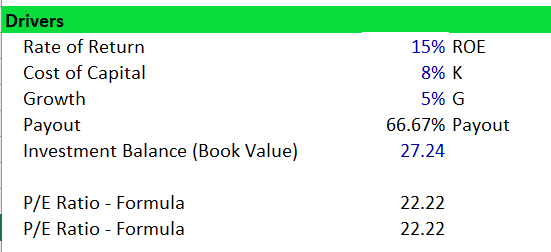 Drivers
Rate of Return 15% ROE
Cost of Capital 8% K
Growth 5% G
Payout 66.67% Payout
Investment Balance (Book Value) 27.24
P/E Ratio - Formula 22.22
P/E Ratio - Formula 22.22